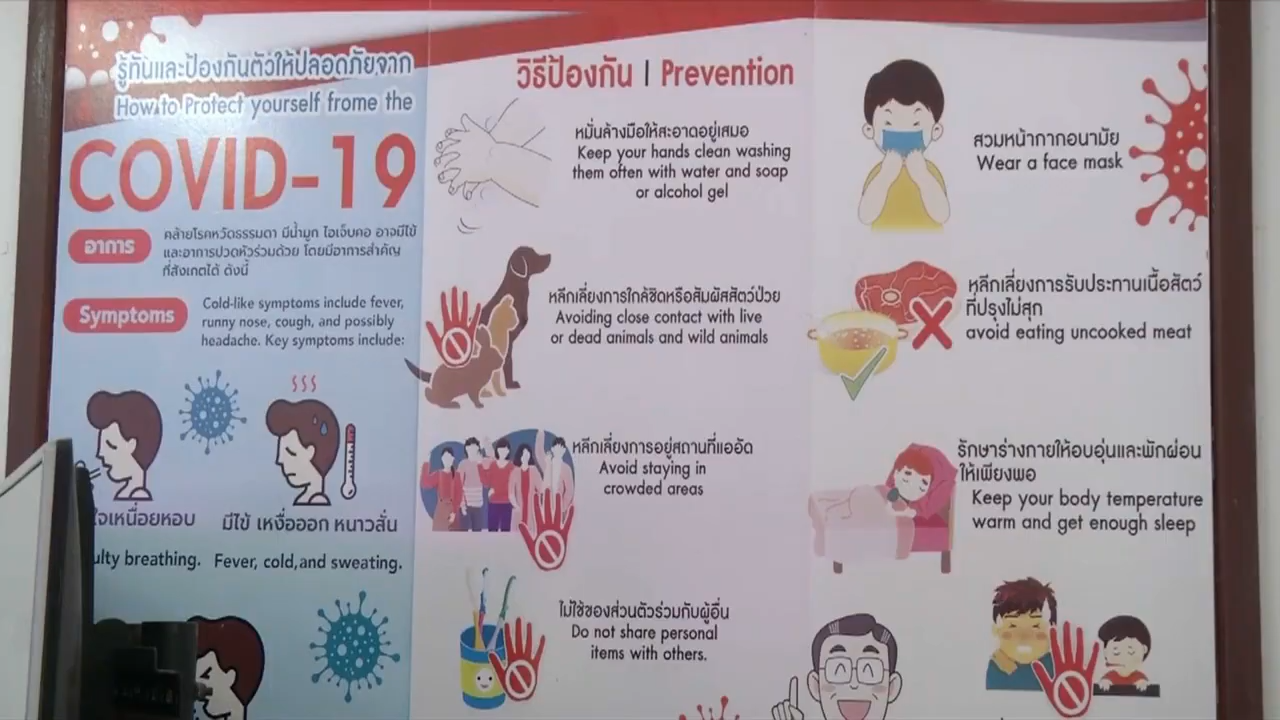 รู้ทันและป้องกันตัวให้ปลอดภัยจาก
How to Protect yourself frome the
COVID-19
อาการ
คล้ายโรคหวัดธรรมดา มีน้ำมูก ไอเจ็บคอ อาจมีไข้
และอาการปวดหัวร่วมด้วย โดยมีอาการสำคัญ
ที่สังเกตได้ ดังนี้
Symptoms
Cold-like symptoms include fever,
runny nose, cough, and possibly
headache. Key symptoms include:
เหนื่อยหอบ
breathing.
มีไข้ เหงื่อออก หนาวสั่น
Fever, cold,and sweating.
วิธีป้องกัน | Prevention
หมั่นล้างมือให้สะอาดอยู่เสมอ
Keep your hands clean washing
them often with water and soap
or alcohol gel
หลีกเลี่ยงการใกล้ชิดหรือสัมผัสสัตว์ป่วย
Avoiding close contact with live
or dead animals and wild animals
หลีกเลี่ยงการอยู่สถานที่แออัด
Avoid staying in
crowded areas
ไม่ใช้ของส่วนตัวร่วมกับผู้อื่น
Do not share personal
items with others.
สวมหน้ากากอนามัย
Wear a face mask
หลีกเลี่ยงการรับประทานเนื้อสัตว์
ที่ปรุงไม่สุก
avoid eating uncooked meat
รักษาร่างกายให้อบอุ่นและพักผ่อน
ให้เพียงพอ
Keep your body temperature
warm and get enough sleep